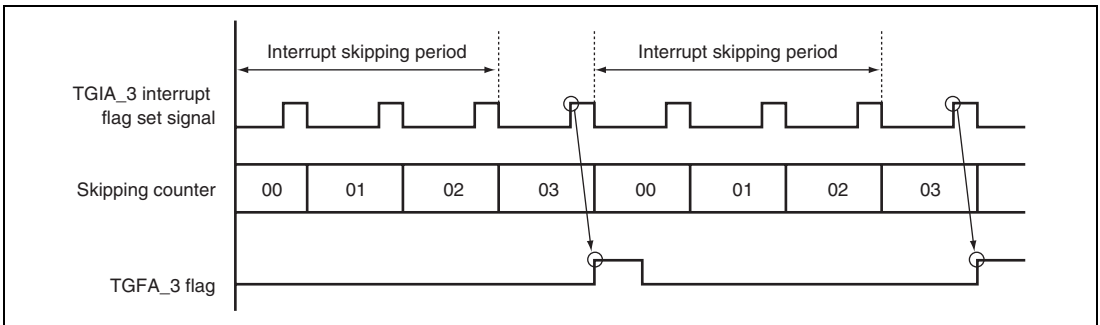 Interrupt skipping period Interrupt skipping period
TGIA_3 interrupt
flag set signal
Skipping counter 00 01 02 03 00 01 02 03
TGFA_3 flag